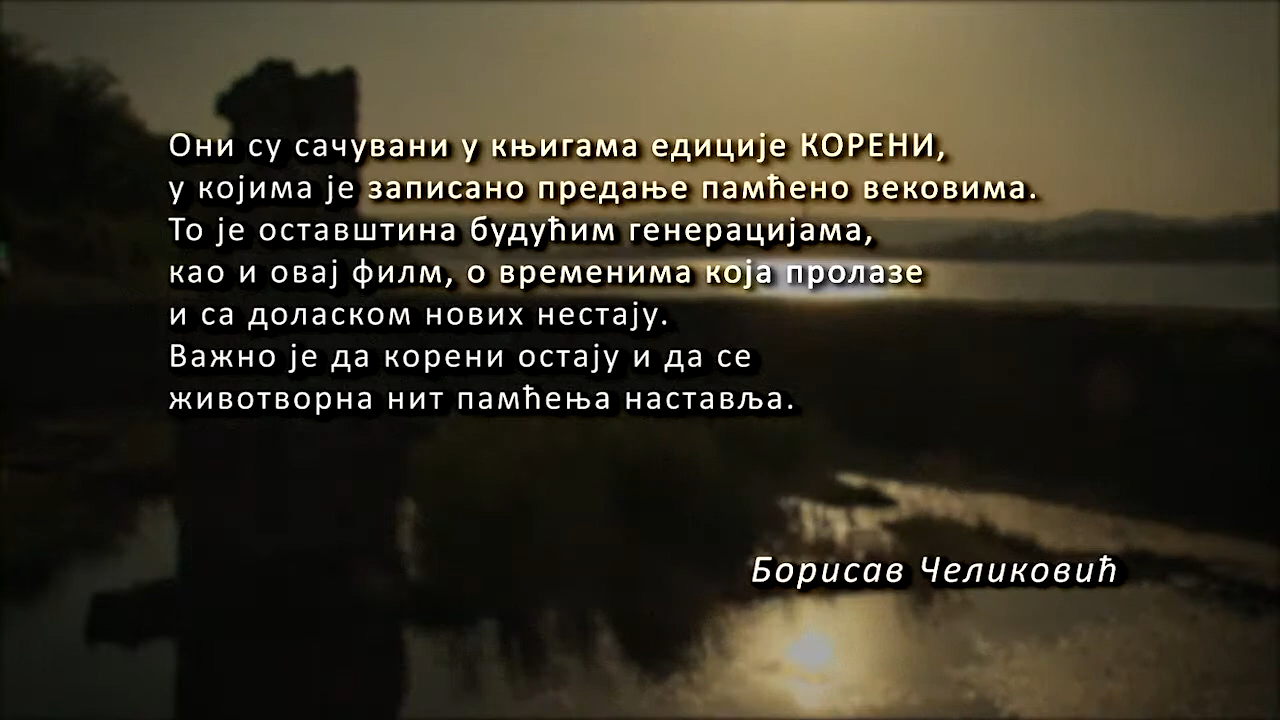 Они су сачувани у књигама едиције КОРЕНИ,
у којима је записано предање памћено вековима.
То је оставштина будућим генерацијама,
као и овај филм, о временима која пролазе
и са доласком нових нестају.
Важно је да корени остају и да се
животворна нит памћења наставља.
Борисав Челиковић